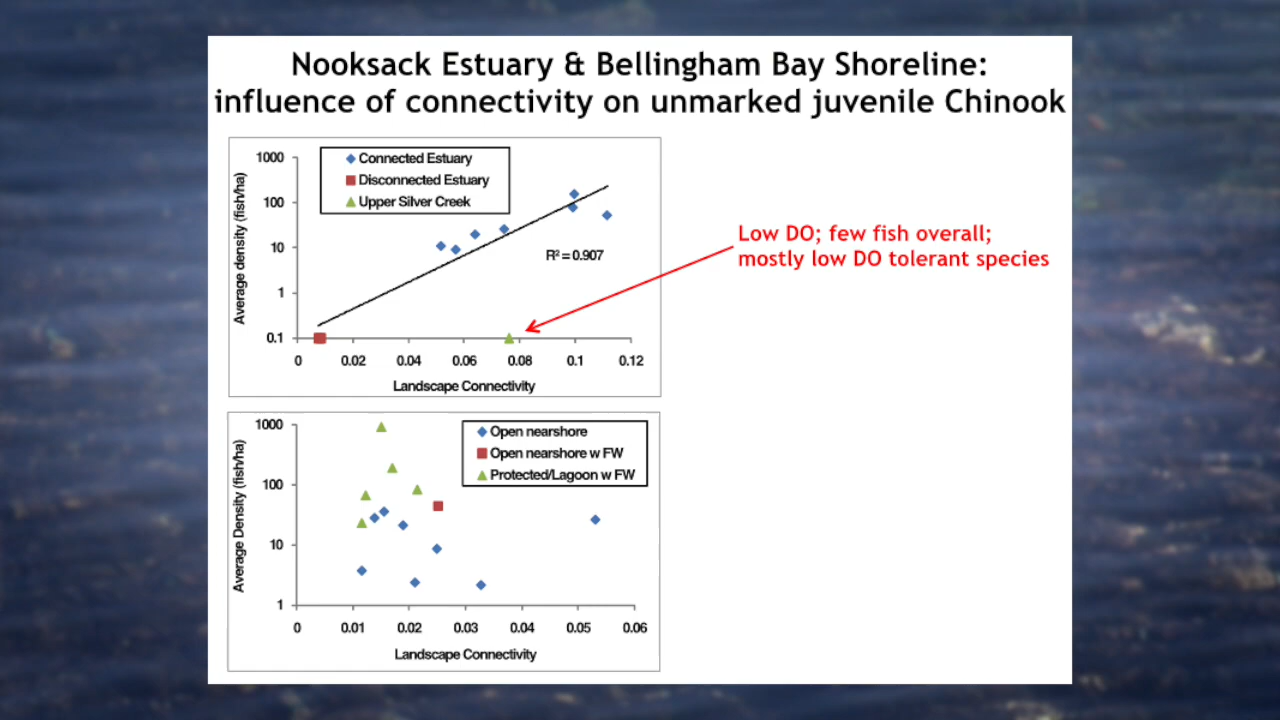 Nooksack Estuary & Bellingham Bay Shoreline:
influence of connectivity on unmarked juvenile Chinook
Average density (fish/ha)
1000
100
10
1
0.1
Connected Estuary
Disconnected Estuary
Upper Silver Creek
R² = 0.907
0 0.02 0.04 0.06 0.08 0.1 0.12
Landscape Connectivity
Low DO; few fish overall;
mostly low DO tolerant species
Average Density (fish/ha)
1000
100
10
1
Open nearshore
Open nearshore w FW
Protected/Lagoon w FW
0 0.01 0.02 0.03 0.04 0.05 0.06
Landscape Connectivity